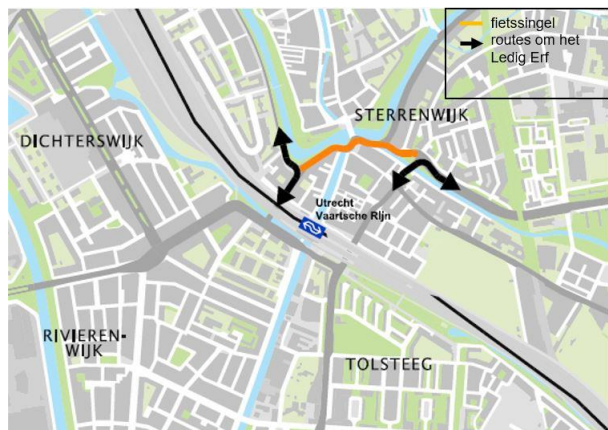 fietssingel
routes om het
Ledig Erf
STERRENWIJK
DICHTERSWIJK
Utrecht
Vaartsche Rijn
RIVIEREN-
WIJK
TOLSTEEG